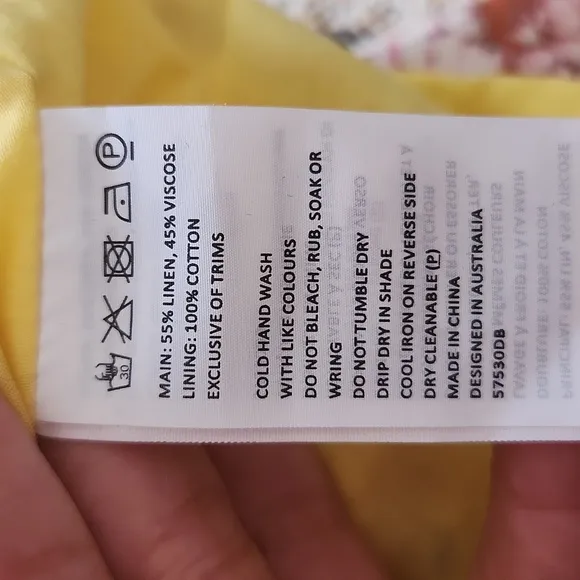 P
30
MAIN: 55% LINEN, 45% VISCOSE
LINING: 100% COTTON
EXCLUSIVE OF TRIMS
COLD HAND WASH
WITH LIKE COLOURS
DO NOT BLEACH, RUB, SOAK OR
WRING
DO NOT TUMBLE DRY
DRIP DRY IN SHADE
COOL IRON ON REVERSE SIDE
DRY CLEANABLE (P)
MADE IN CHINA
DESIGNED IN AUSTRALIA
57530DB